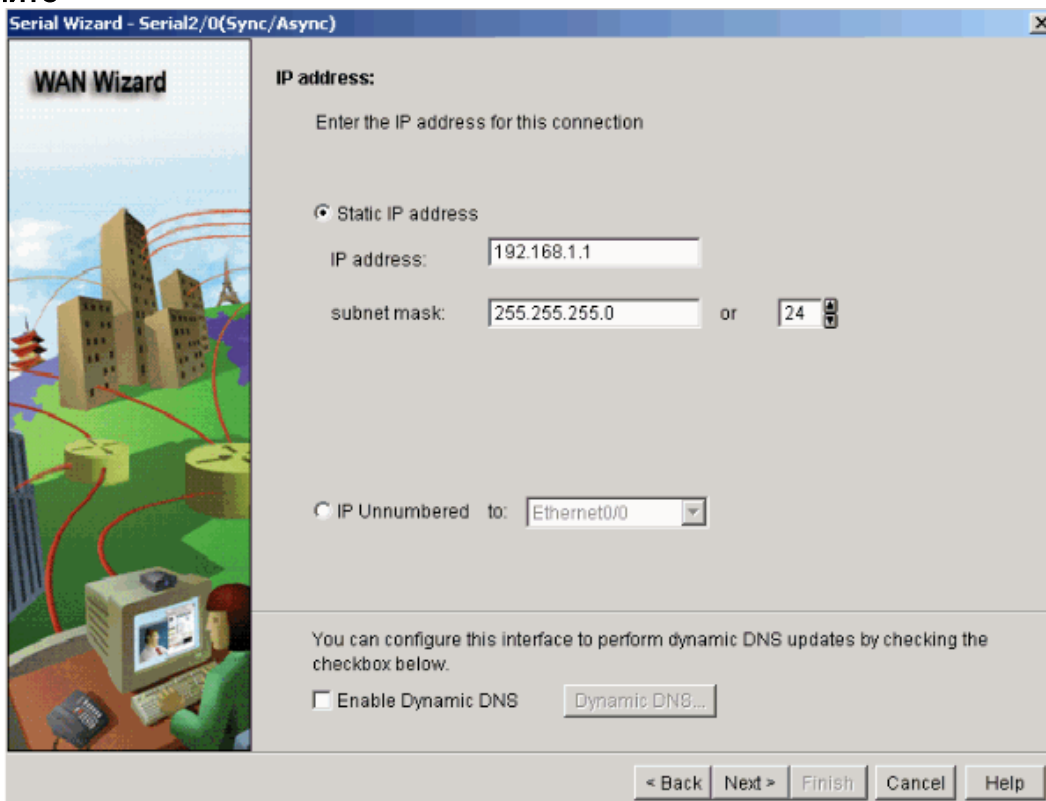 Serial Wizard - Serial2/0(Sync/Async)
WAN Wizard
IP address:
Enter the IP address for this connection
Static IP address
IP address: 192.168.1.1
subnet mask: 255.255.255.0 or 24
IP Unnumbered to: Ethernet0/0
You can configure this interface to perform dynamic DNS updates by checking the
checkbox below.
Enable Dynamic DNS Dynamic DNS...
< Back Next > Finish Cancel Help